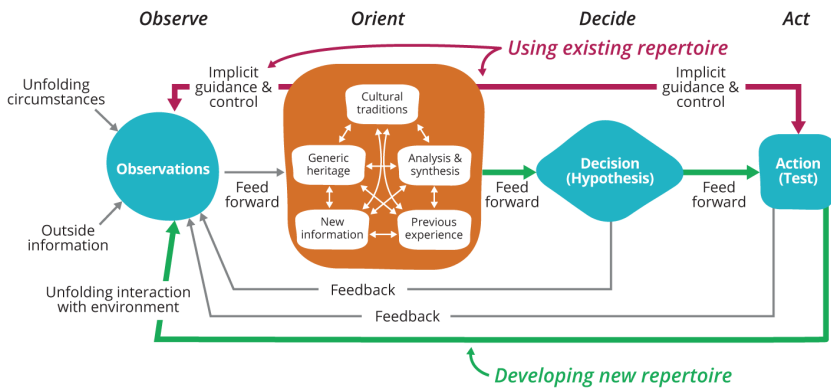 Observe
Orient
Decide
Act
Using existing repertoire
Unfolding
circumstances
Implicit
guidance &
control
Implicit
guidance &
control
Cultural
traditions
Observations
Generic
heritage
Analysis &
synthesis
Decision
(Hypothesis)
Action
(Test)
Feed
forward
Feed
forward
Feed
forward
New
information
Previous
experience
Outside
information
Unfolding interaction
with environment
Feedback
Feedback
Developing new repertoire